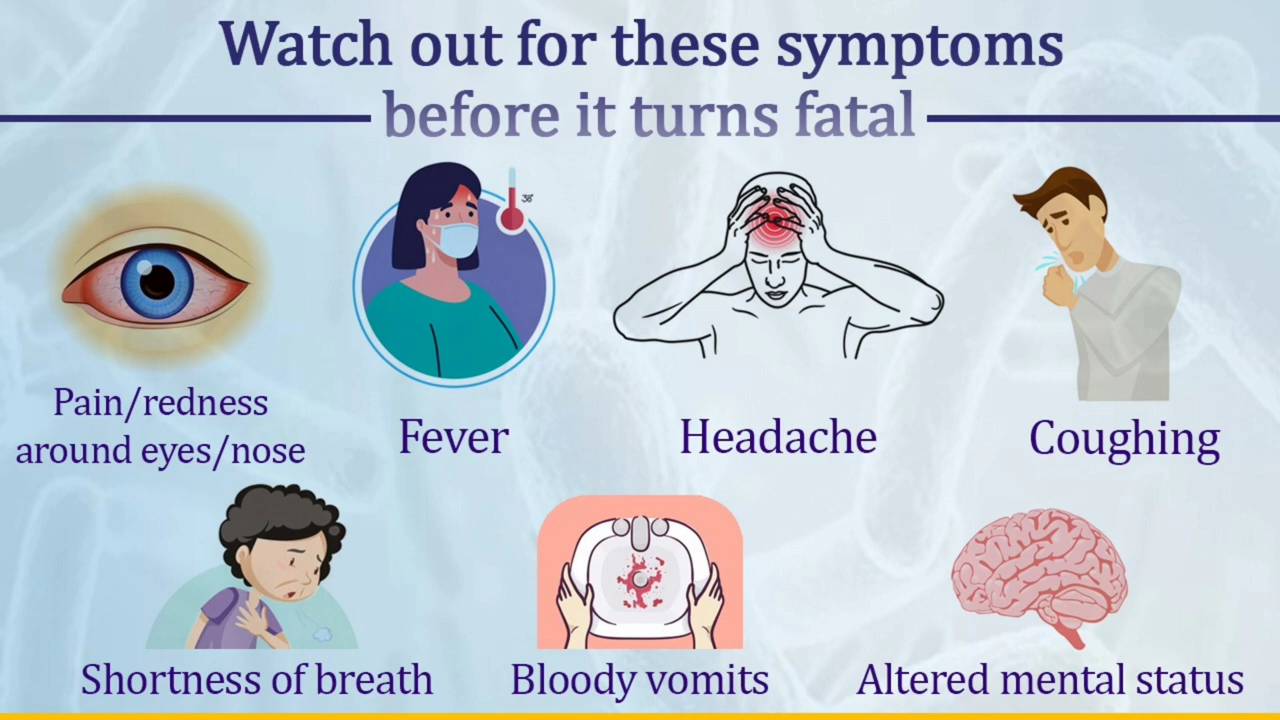 Watch out for these symptoms
before it turns fatal
38°
Pain/redness
around eyes/nose
Fever
Headache
Coughing
Shortness of breath
Bloody vomits
Altered mental status